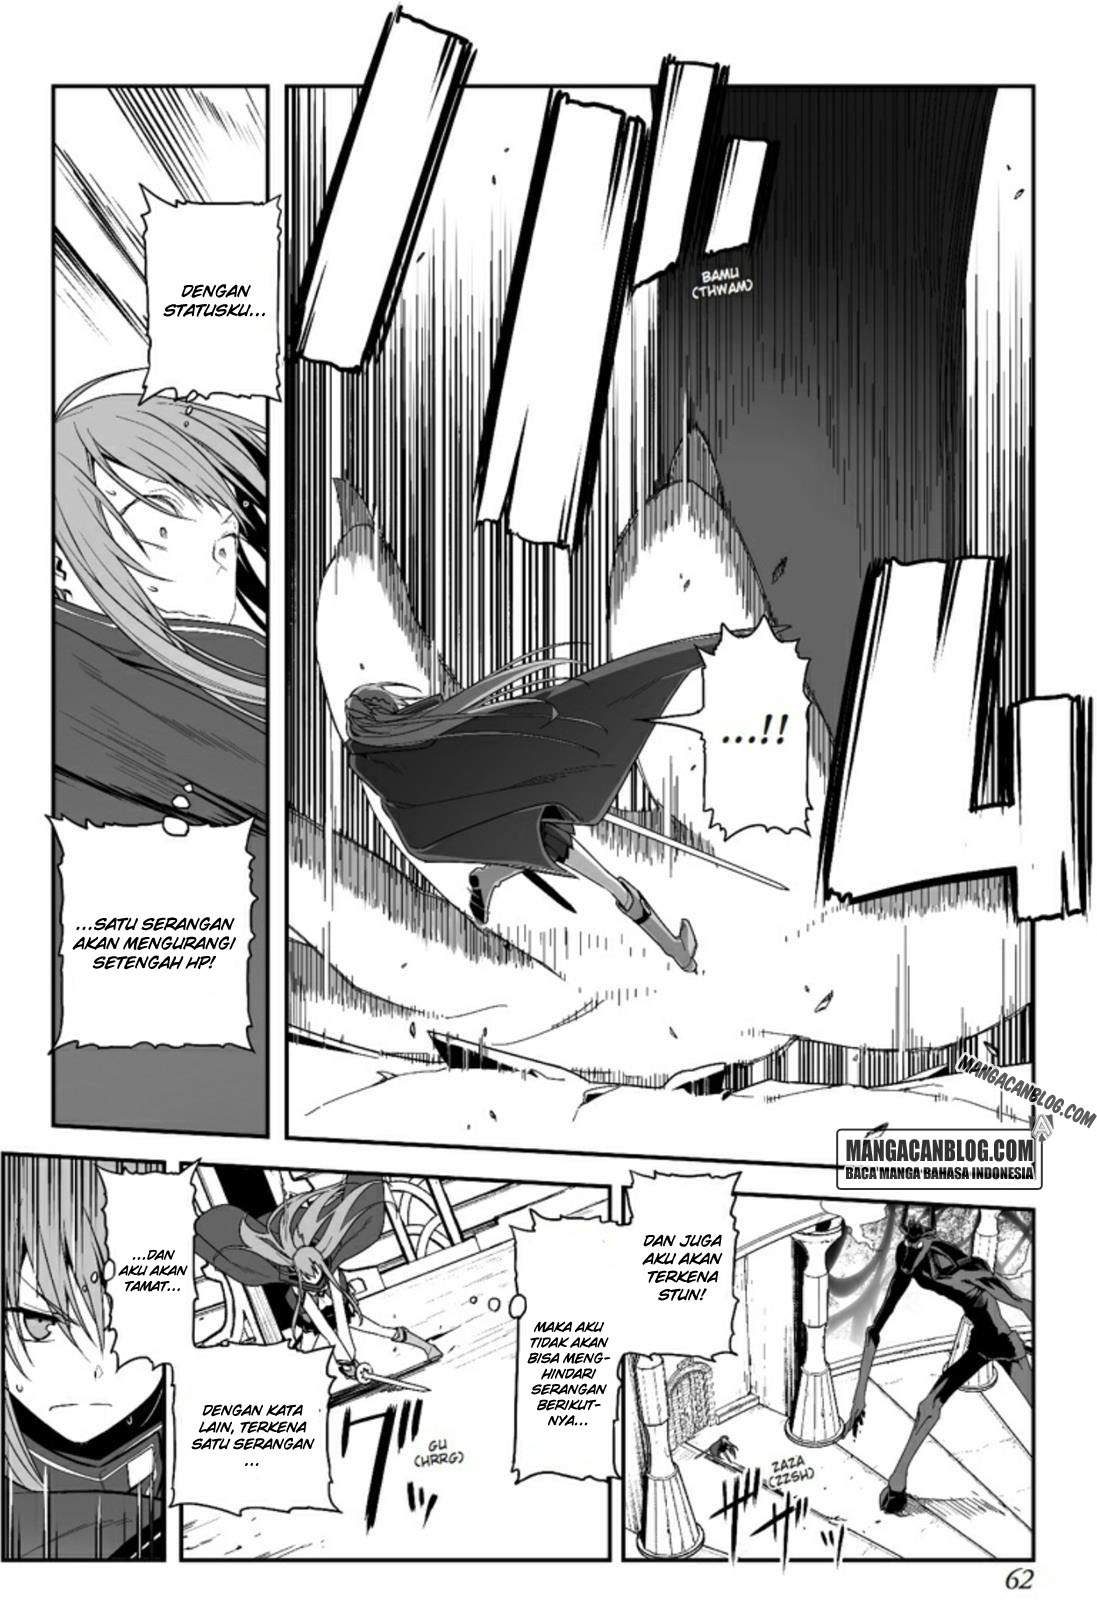 BAMU
(THWAM)
...!!
DENGAN
STATUSKU...
...SATU SERANGAN
AKAN MENGURANGI
SETENGAH HP!
MANGACANBLOG.COM
MANGACANBLOG.COM
BACA MANGA BAHASA INDONESIA
DAN JUGA
AKU AKAN
TERKENA
STUN!
ZAZA
(ZZSH)
MAKA AKU
TIDAK AKAN
BISA MENG-
HINDARI
SERANGAN
BERIKUT-
NYA...
GU
(HRRG)
DENGAN KATA
LAIN, TERKENA
SATU SERANGAN
...
...DAN
AKU AKAN
TAMAT...
62